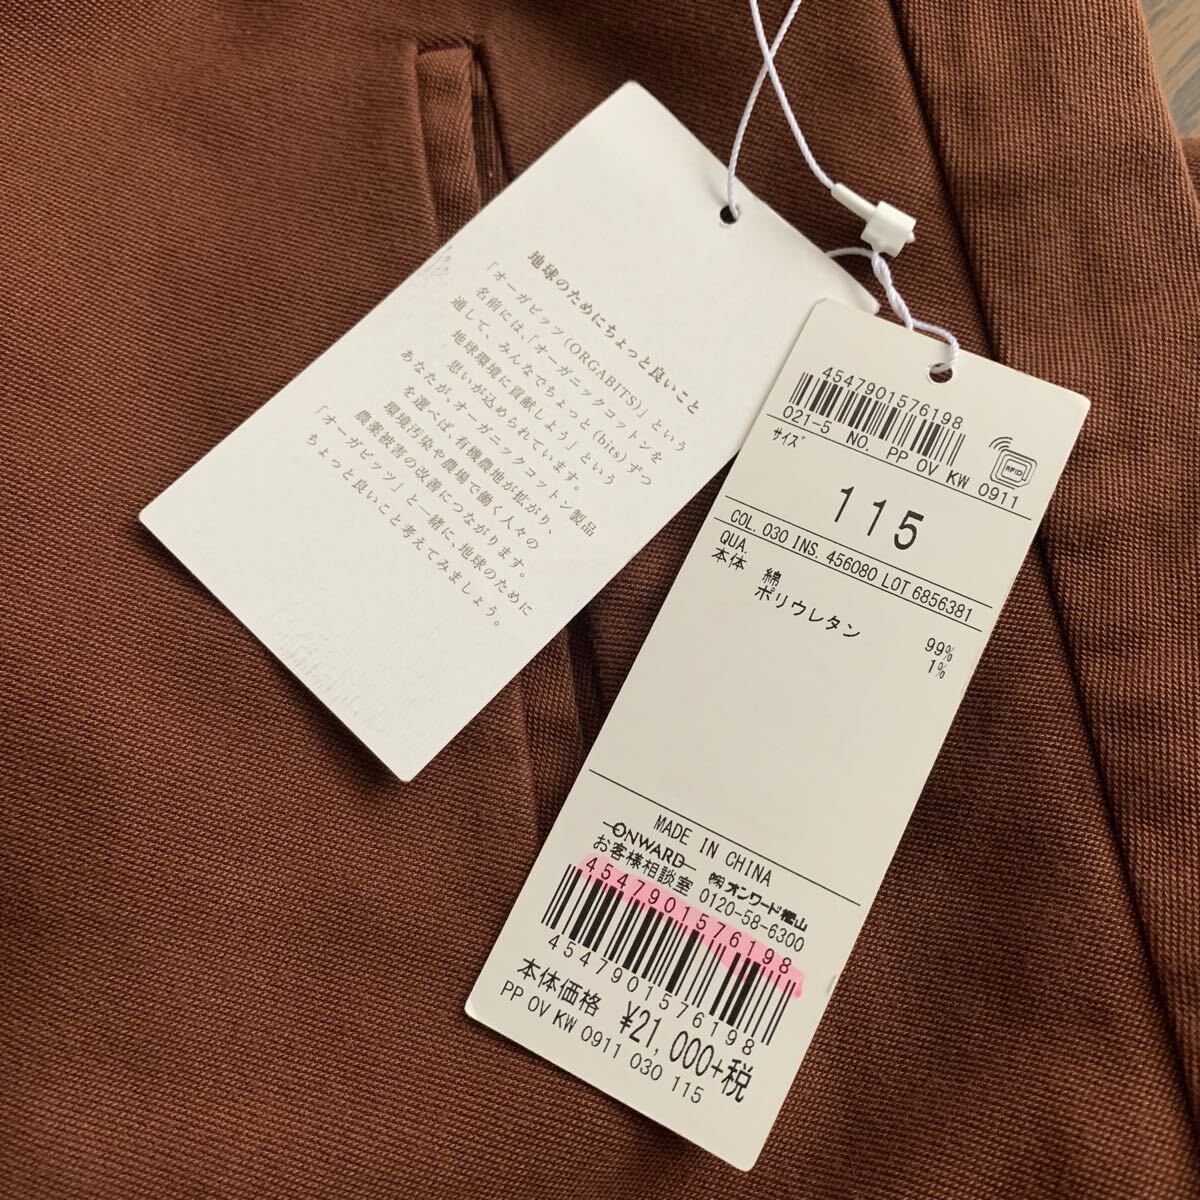 地球のためにちょっと良いこと
「オーガビッツ(ORGABITS)」という
名前には、「オーガニックコットンを
通して、みんなでちょっと(bits)ずつ
地球環境に貢献しよう」という
思いが込められています。
あなたが、オーガニックコットン製品
を選べば、有機農地が拡がり、
環境汚染や農場で働く人々の
農薬被害の改善につながります。
「オーガビッツ」と一緒に、地球のために
ちょっと良いこと考えてみましょう。
4547901576198
021-5 NO. PP OV KW 0911
RFID
サイズ
115
COL. 030 INS. 456080 LOT 6856381
QUA.
本体 綿 99%
ポリウレタン 1%
MADE IN CHINA
ONWARD ㈱オンワード樫山
お客様相談室 0120-58-6300
4547901576198
4547901576198
本体価格 ¥21,000+税
PP OV KW 0911 030 115